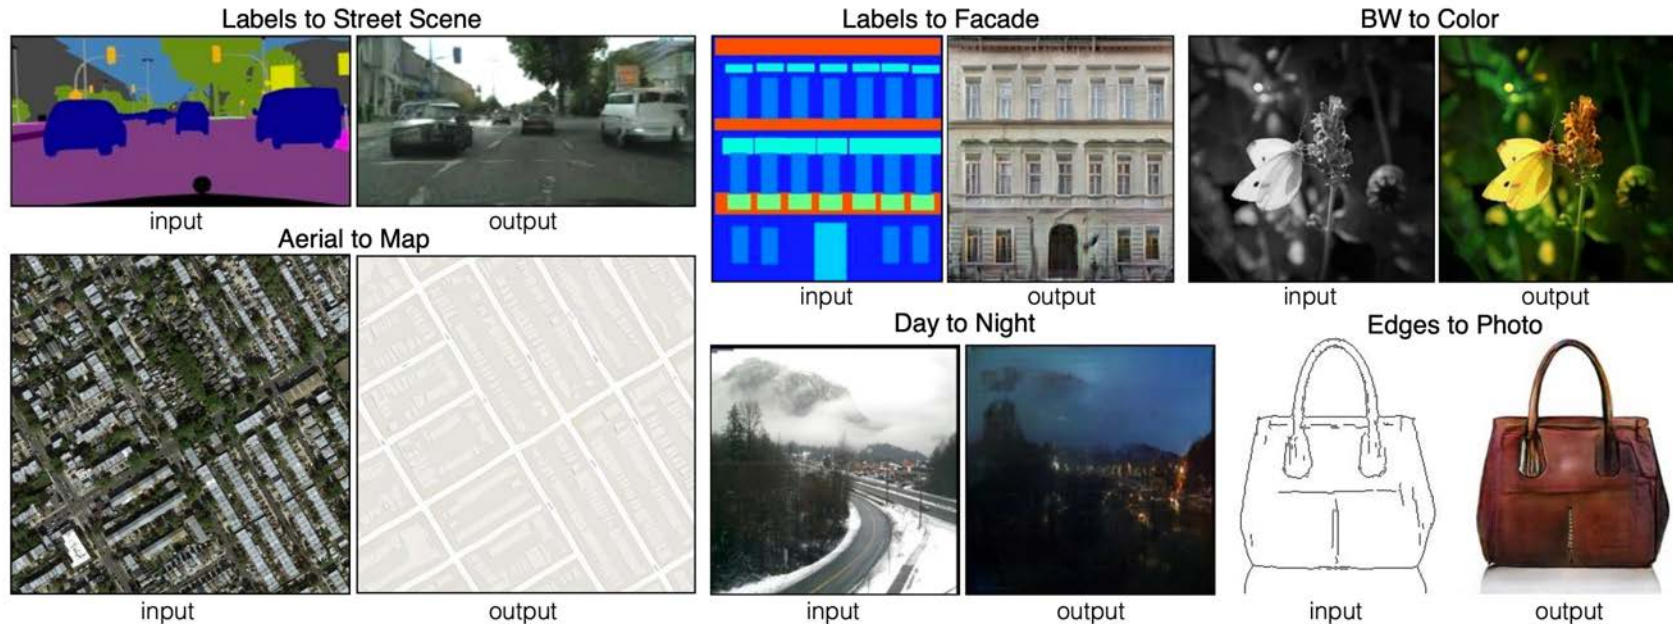 Labels to Street Scene
input
output
Aerial to Map
input
output
Labels to Facade
input
output
BW to Color
input
output
Day to Night
input
output
Edges to Photo
input
output